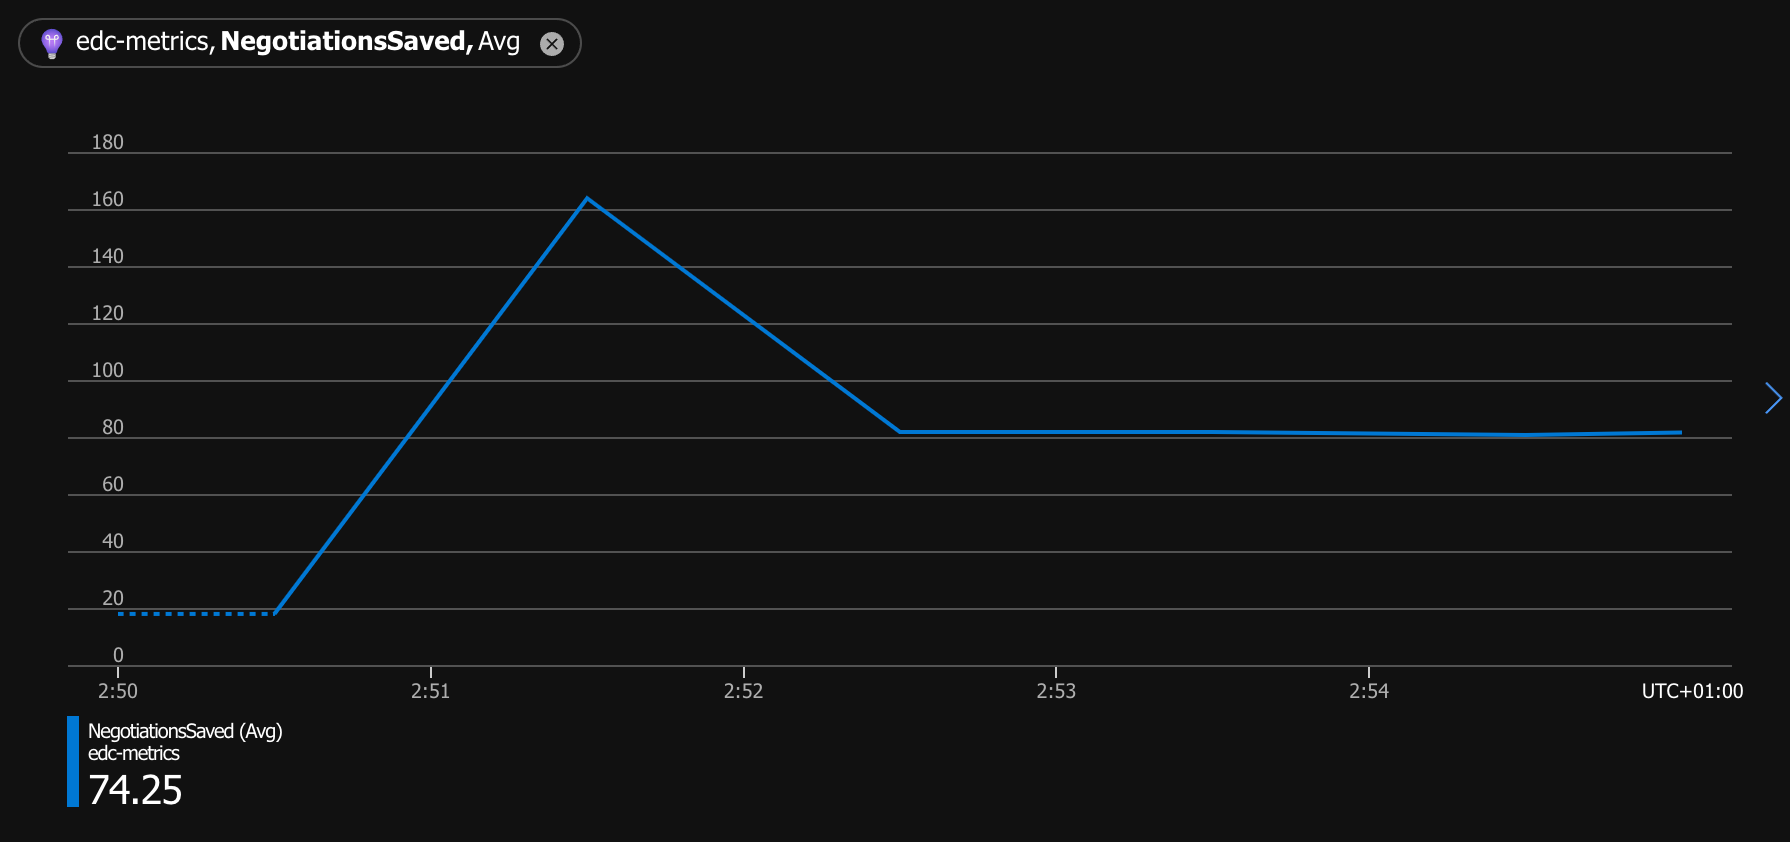 edc-metrics, NegotiationsSaved, Avg
180
160
140
120
100
80
60
40
20
0
2:50 2:51 2:52 2:53 2:54 UTC+01:00
NegotiationsSaved (Avg)
edc-metrics
74.25